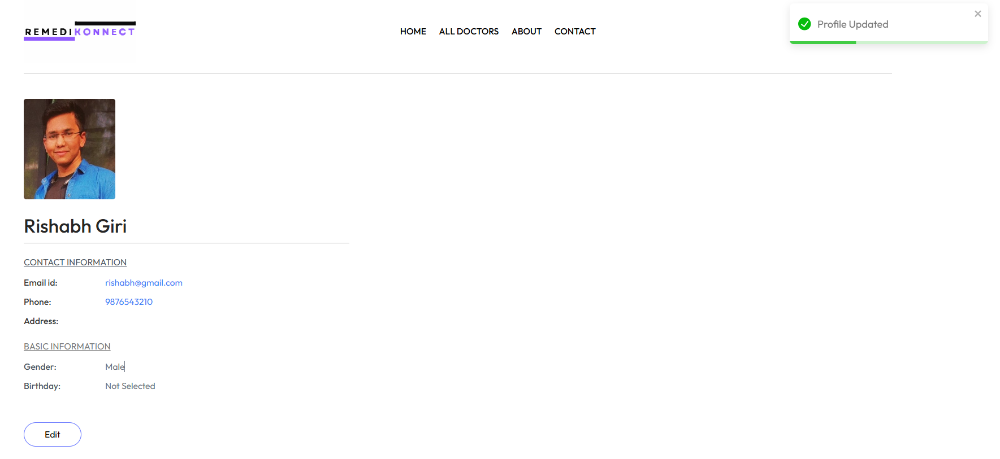 REMEDIKONNECT
HOME ALL DOCTORS ABOUT CONTACT
Profile Updated
Rishabh Giri
CONTACT INFORMATION
Email id: rishabh@gmail.com
Phone: 9876543210
Address:
BASIC INFORMATION
Gender: Male
Birthday: Not Selected
Edit